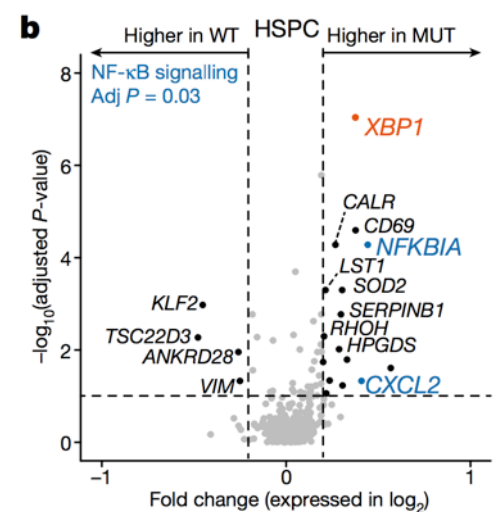 b
Higher in WT
HSPC
Higher in MUT
NF-κB signalling
Adj P = 0.03
XBP1
CALR
CD69
NFKBIA
LST1
SOD2
KLF2
SERPINB1
TSC22D3
RHOH
HPGDS
ANKRD28
VIM
CXCL2
8
6
4
2
0
–log10(adjusted P-value)
–1
0
1
Fold change (expressed in log2)